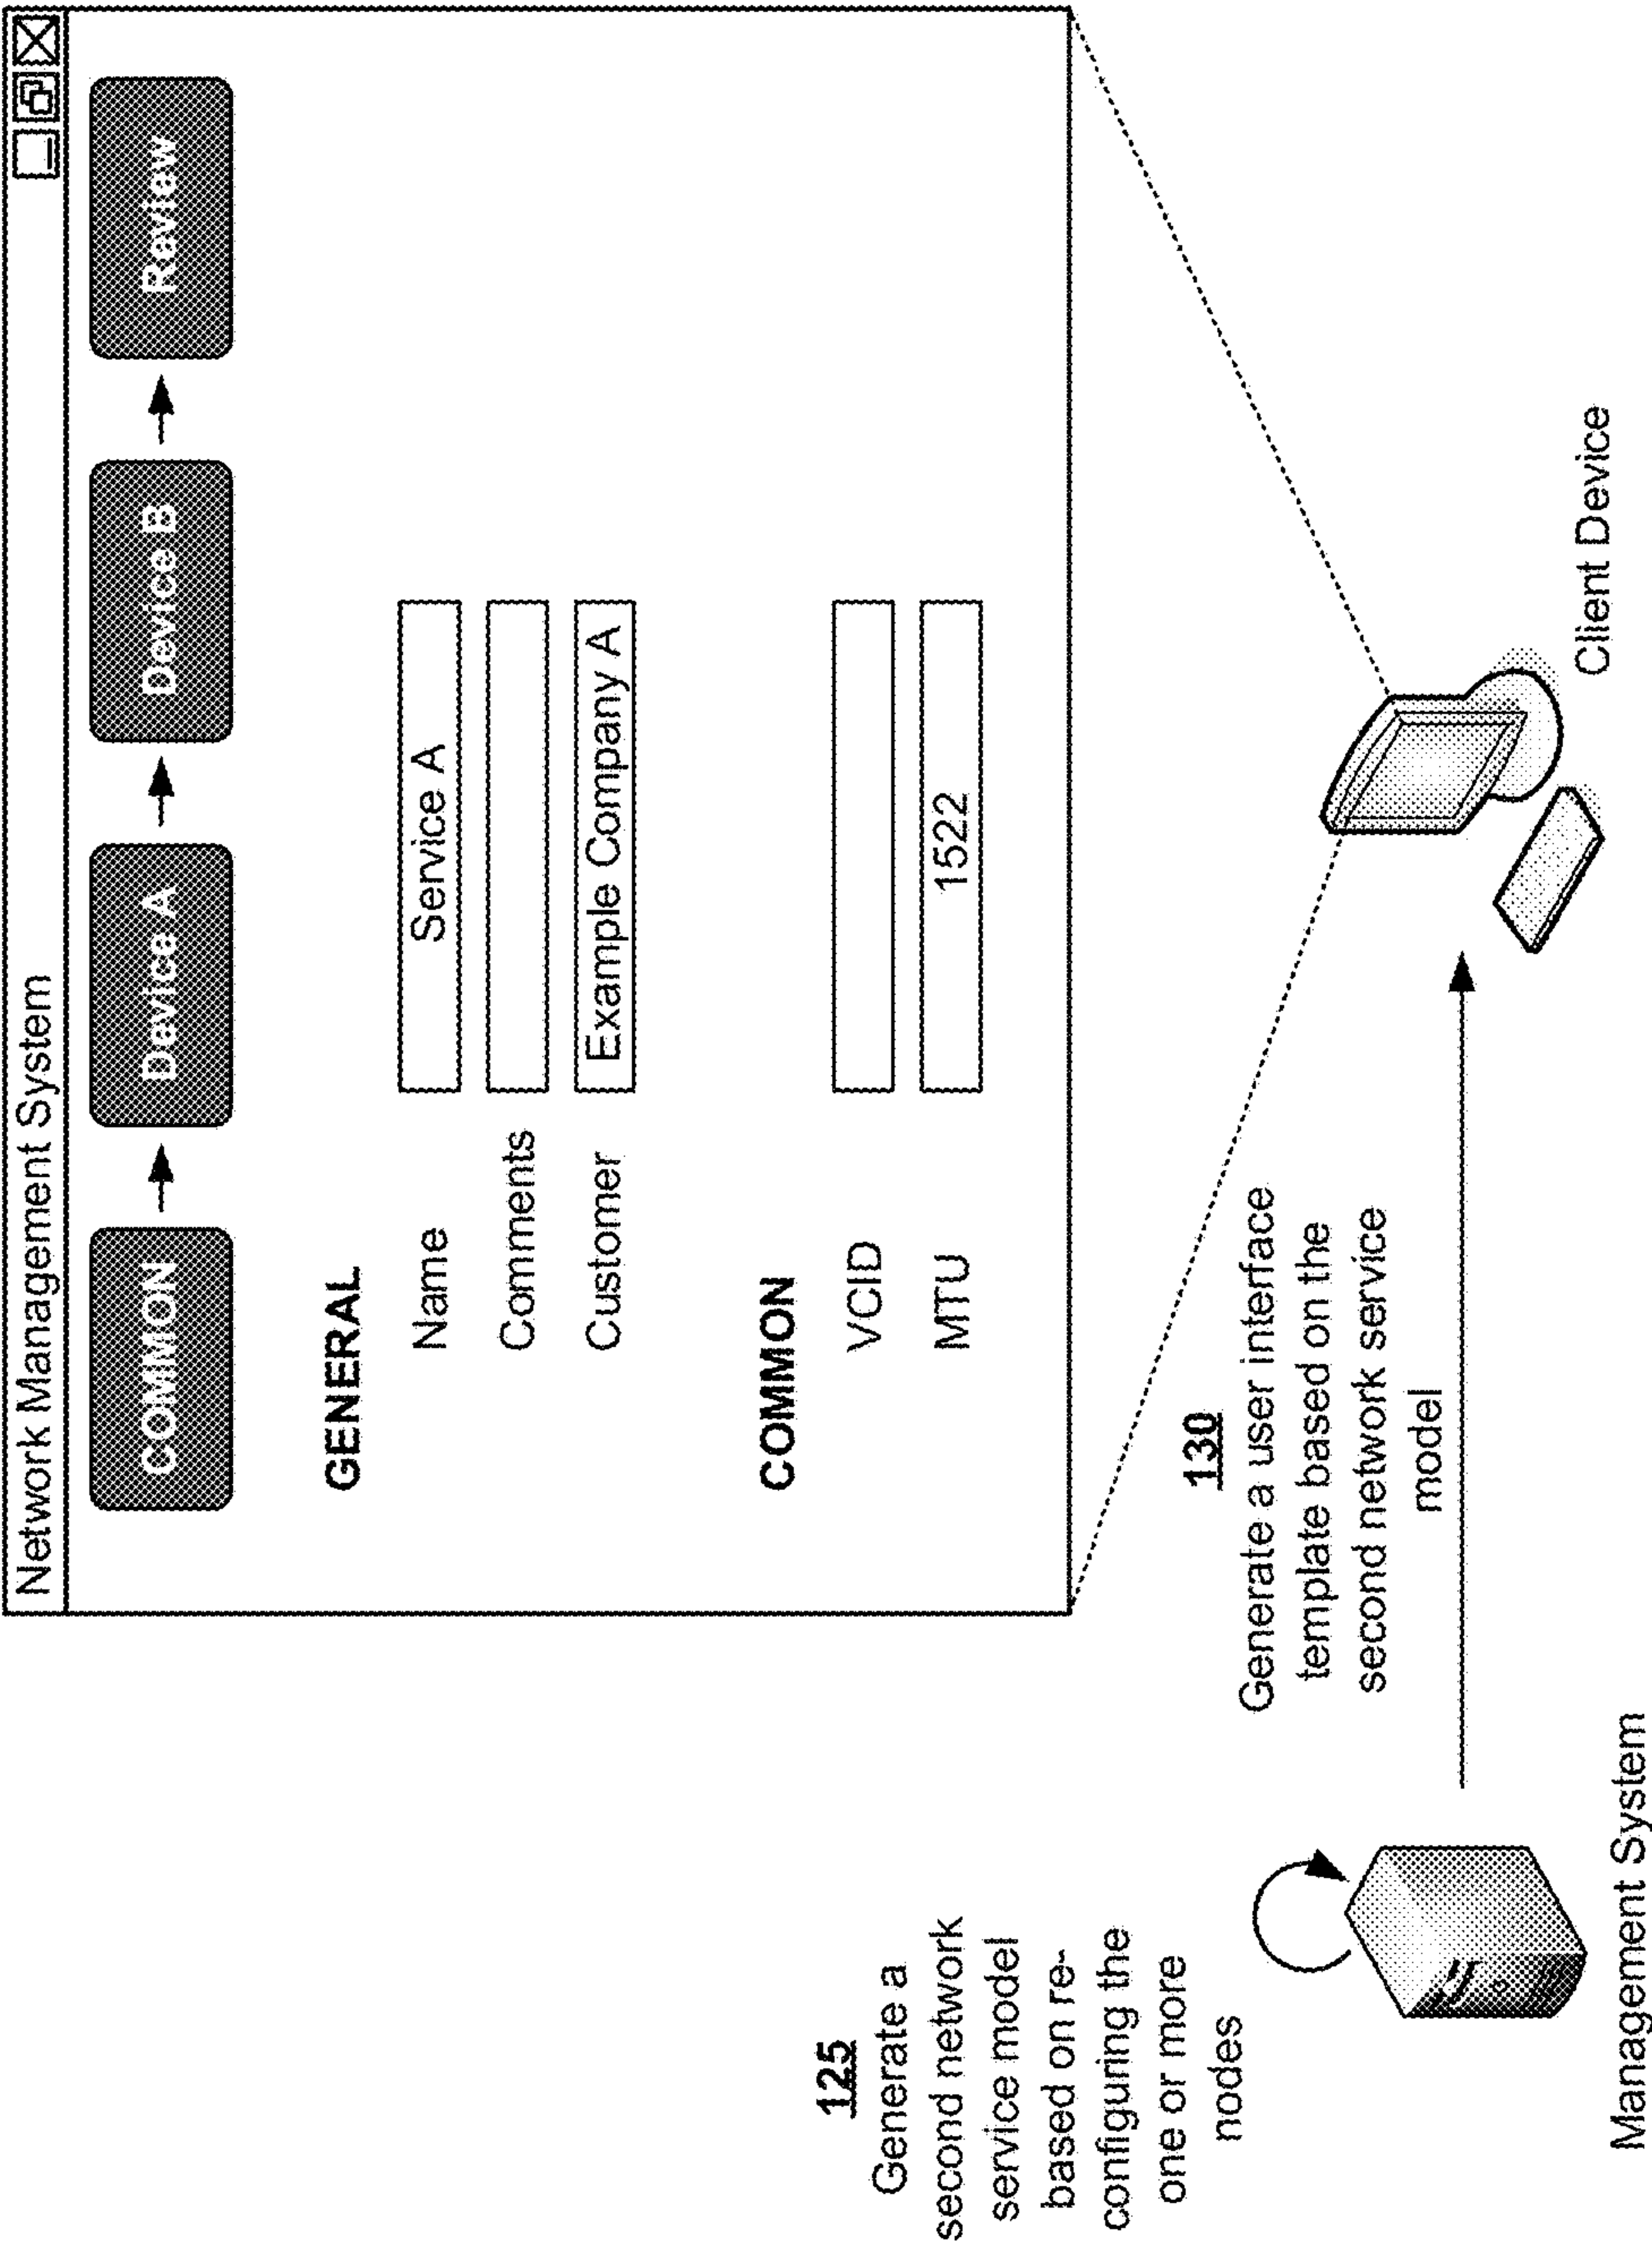 Network Management System
COMMON
Device A
Device B
Review
GENERAL
Name
Service A
Comments
Customer
Example Company A
COMMON
VCID
MTU
1522
125
Generate a
second network
service model
based on re-
configuring the
one or more
nodes
130
Generate a user interface
template based on the
second network service
model
Management System
Client Device